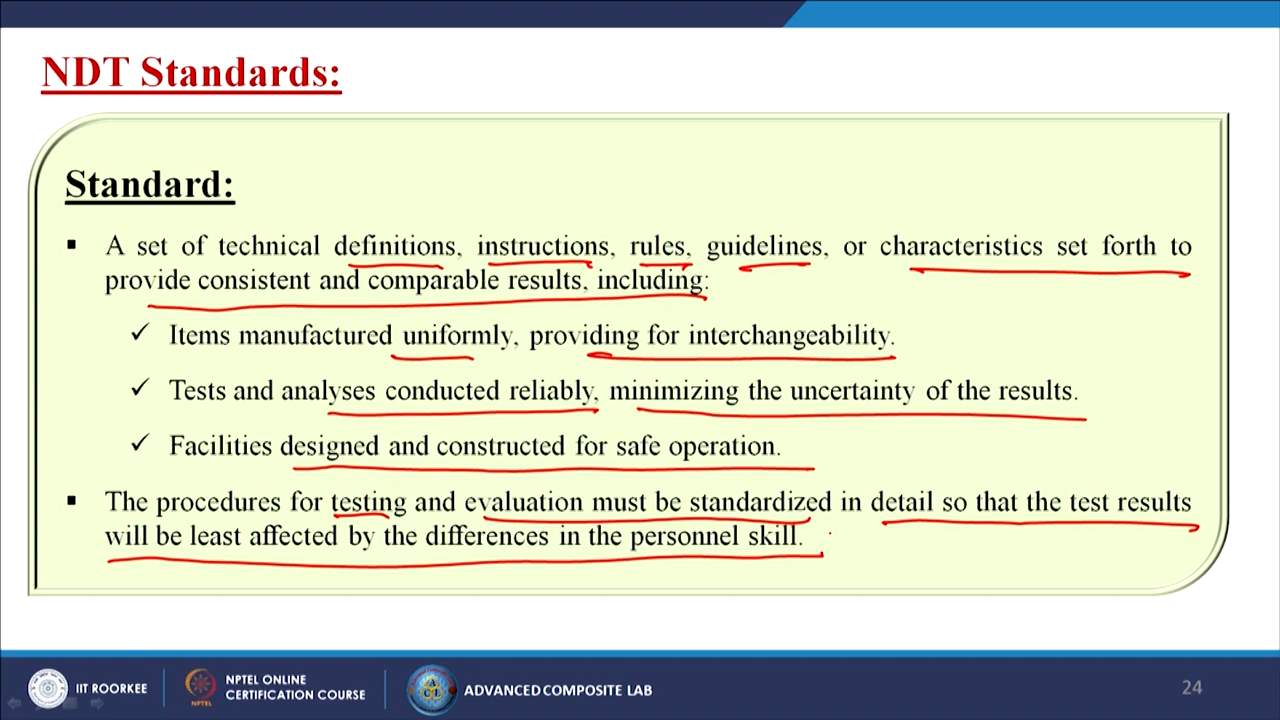 NDT Standards:
Standard:
▪ A set of technical definitions, instructions, rules, guidelines, or characteristics set forth to
provide consistent and comparable results, including:
✓ Items manufactured uniformly, providing for interchangeability.
✓ Tests and analyses conducted reliably, minimizing the uncertainty of the results.
✓ Facilities designed and constructed for safe operation.
▪ The procedures for testing and evaluation must be standardized in detail so that the test results
will be least affected by the differences in the personnel skill.
IIT ROORKEE
NPTEL
NPTEL ONLINE
CERTIFICATION COURSE
ACL
ADVANCED COMPOSITE LAB
24